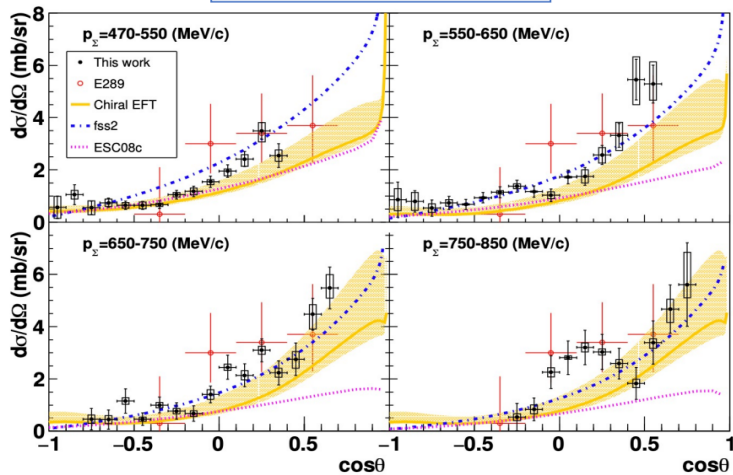 p_Σ=470-550 (MeV/c)
p_Σ=550-650 (MeV/c)
This work
E289
Chiral EFT
fss2
ESC08c
dσ/dΩ (mb/sr)
8
6
4
2
0
p_Σ=650-750 (MeV/c)
p_Σ=750-850 (MeV/c)
dσ/dΩ (mb/sr)
6
4
2
0
−1 −0.5 0 0.5 −1 −0.5 0 0.5 1
cosθ cosθ